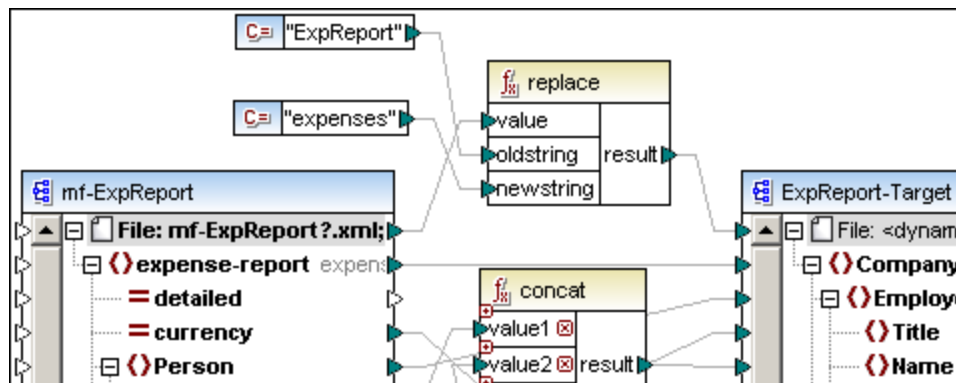 C= "ExpReport"
replace
C= "expenses"
value
oldstring result
newstring
mf-ExpReport
ExpReport-Target
File: mf-ExpReport?.xml;
File: <dynam
expense-report expens
Company
concat
detailed
Employe
value1
currency
Title
value2 result
Person
Name